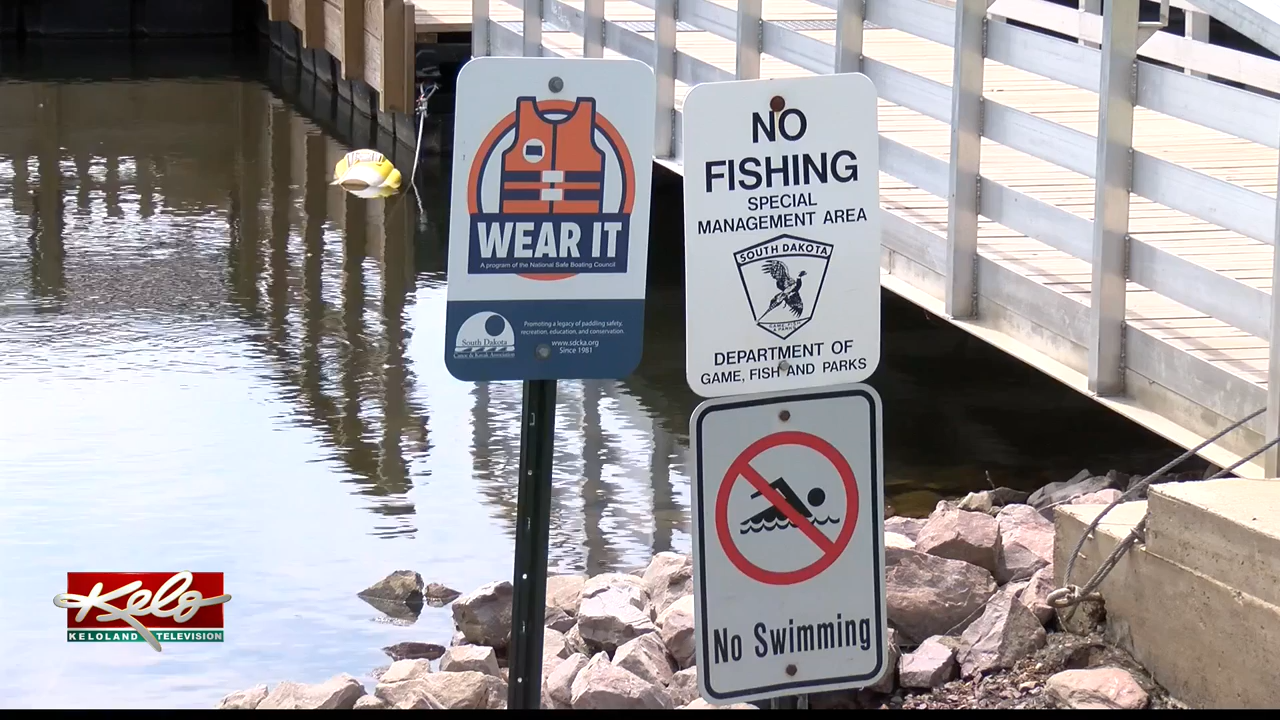 WEAR IT
A program of the National Safe Boating Council
Promoting a legacy of paddling safety,
recreation, education, and conservation.
www.sdcka.org
Since 1981
South Dakota
Canoe & Kayak Association
NO
FISHING
SPECIAL
MANAGEMENT AREA
SOUTH DAKOTA
DEPARTMENT OF
GAME, FISH AND PARKS
No Swimming
Kelo
KELOLAND TELEVISION